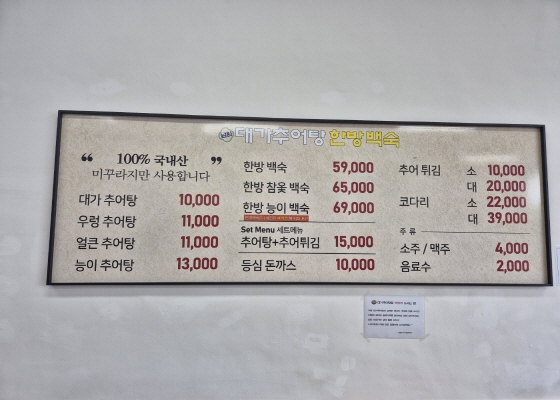 대가추어탕 한방백숙
“ 100% 국내산 ”
미꾸라지만 사용합니다
대가 추어탕 10,000
우렁 추어탕 11,000
얼큰 추어탕 11,000
능이 추어탕 13,000
한방 백숙 59,000
한방 참옻 백숙 65,000
한방 능이 백숙 69,000
Set Menu 세트메뉴
추어탕+추어튀김 15,000
등심 돈까스 10,000
추어 튀김 소 10,000
대 20,000
코다리 소 22,000
대 39,000
주 류
소주 / 맥주 4,000
음료수 2,000